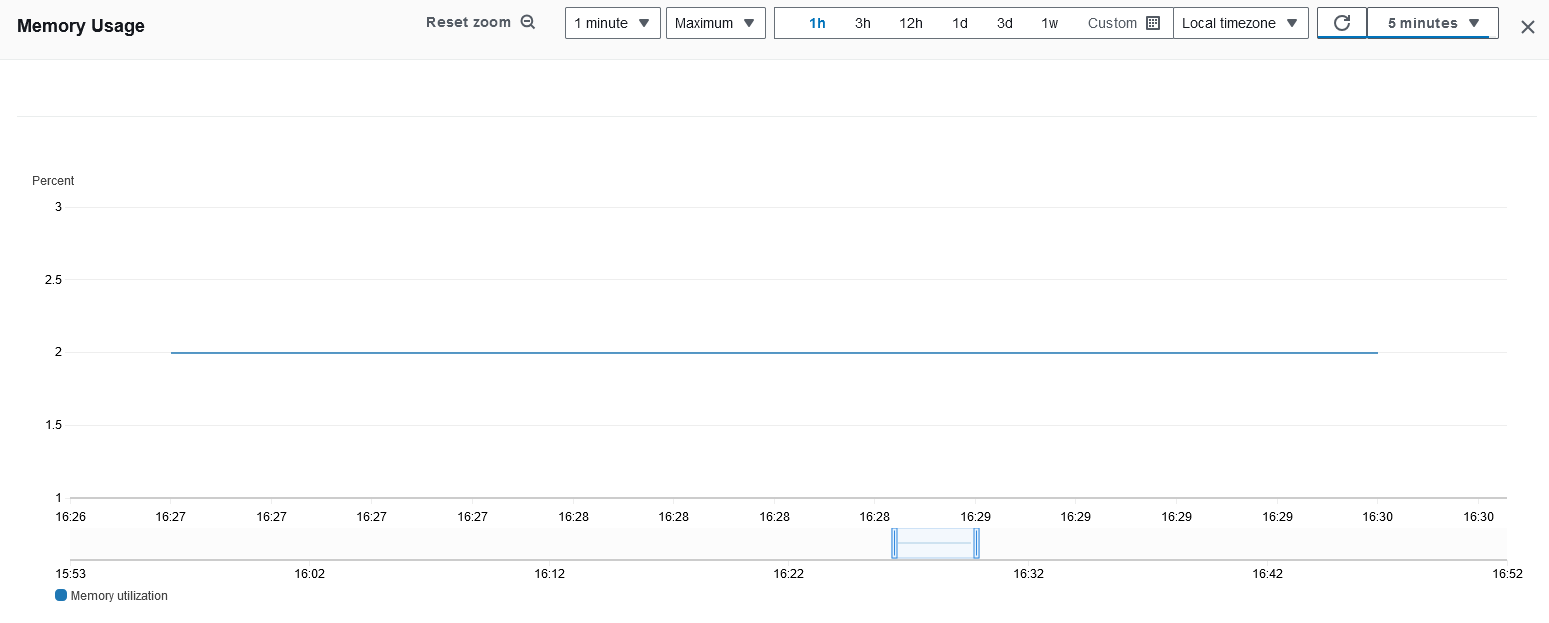 Memory Usage
Reset zoom
1 minute
Maximum
1h 3h 12h 1d 3d 1w Custom
Local timezone
5 minutes
Percent
3
2.5
2
1.5
1
16:26 16:27 16:27 16:27 16:27 16:28 16:28 16:28 16:28 16:29 16:29 16:29 16:29 16:30 16:30
15:53 16:02 16:12 16:22 16:32 16:42 16:52
Memory utilization